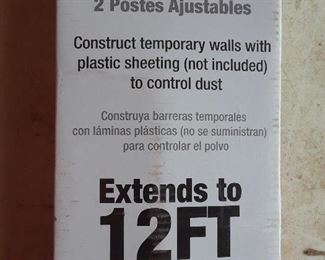 2 Postes Ajustables
Construct temporary walls with
plastic sheeting (not included)
to control dust
Construya barreras temporales
con láminas plásticas (no se suministran)
para controlar el polvo
Extends to
12FT